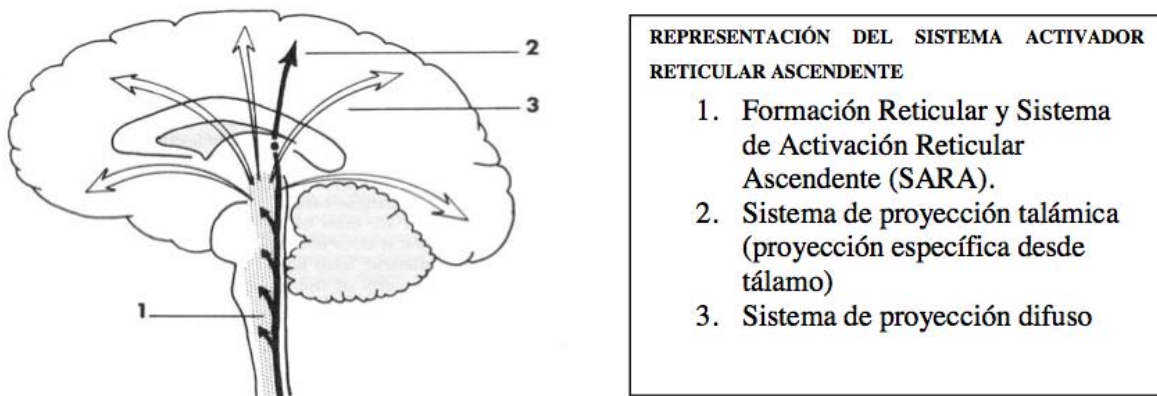 2
3
1
REPRESENTACIÓN DEL SISTEMA ACTIVADOR
RETICULAR ASCENDENTE
1. Formación Reticular y Sistema
de Activación Reticular
Ascendente (SARA).
2. Sistema de proyección talámica
(proyección específica desde
tálamo)
3. Sistema de proyección difuso